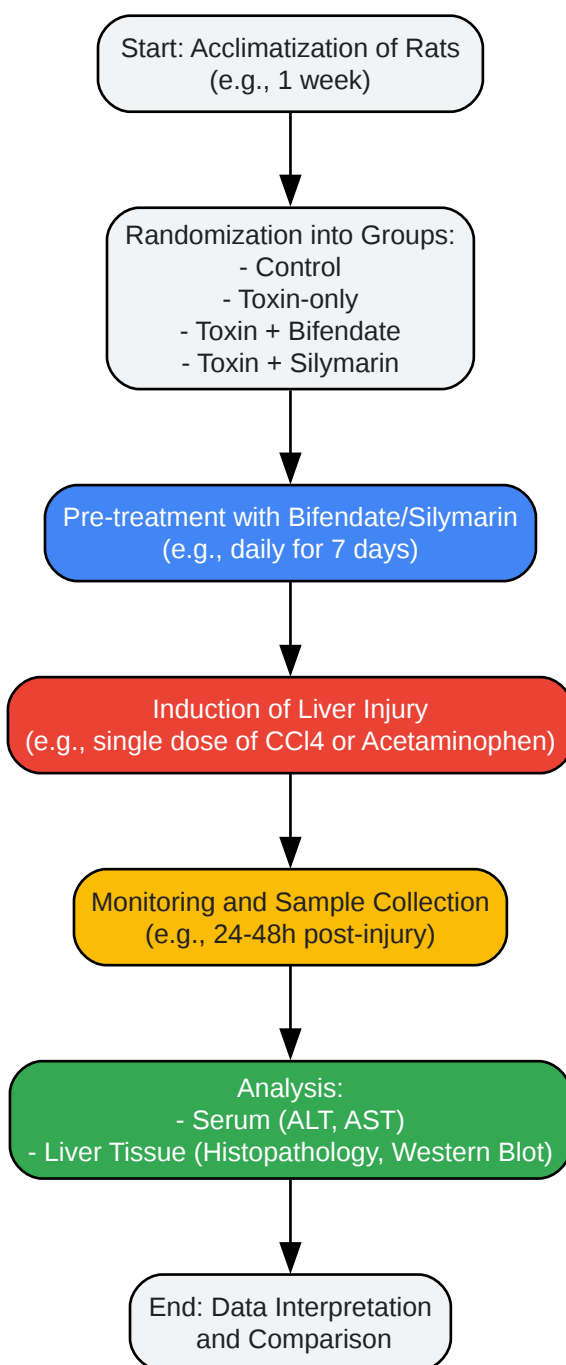 Start: Acclimatization of Rats
(e.g., 1 week)
Randomization into Groups:
- Control
- Toxin-only
- Toxin + Bifendate
- Toxin + Silymarin
Pre-treatment with Bifendate/Silymarin
(e.g., daily for 7 days)
Induction of Liver Injury
(e.g., single dose of CCl4 or Acetaminophen)
Monitoring and Sample Collection
(e.g., 24-48h post-injury)
Analysis:
- Serum (ALT, AST)
- Liver Tissue (Histopathology, Western Blot)
End: Data Interpretation
and Comparison